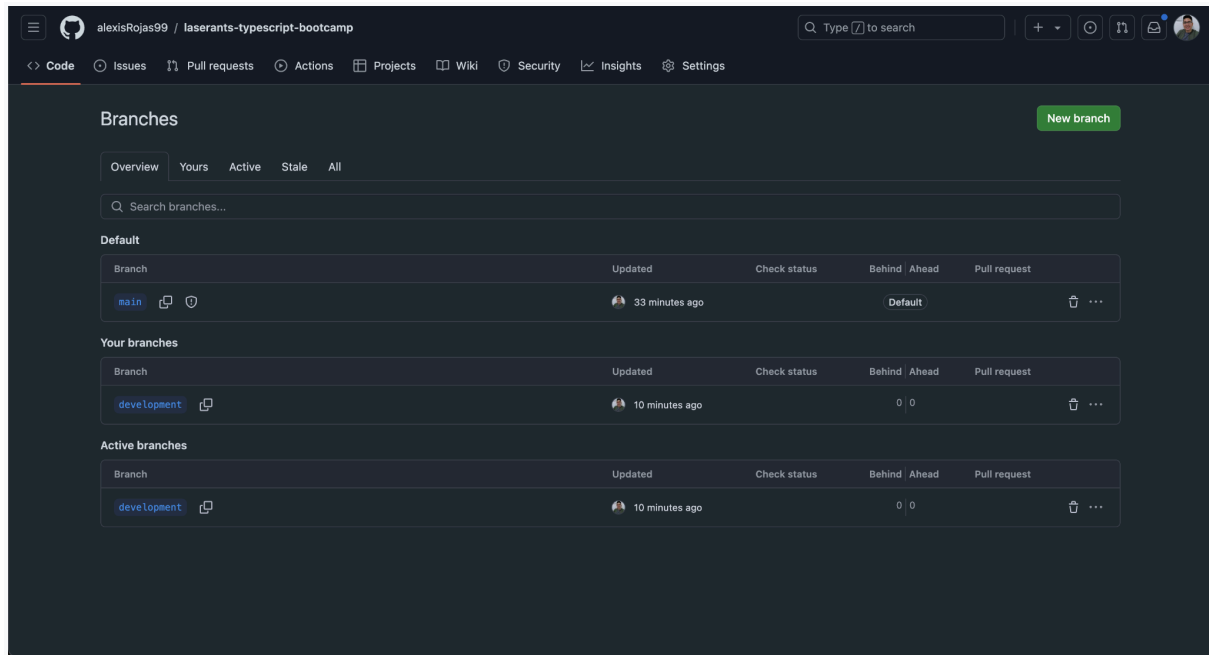 alexisRojas99 / laserants-typescript-bootcamp
Type / to search
<> Code Issues Pull requests Actions Projects Wiki Security Insights Settings
Branches
New branch
Overview Yours Active Stale All
Search branches...
Default
Branch Updated Check status Behind Ahead Pull request
main 33 minutes ago Default
Your branches
Branch Updated Check status Behind Ahead Pull request
development 10 minutes ago 0 0
Active branches
Branch Updated Check status Behind Ahead Pull request
development 10 minutes ago 0 0